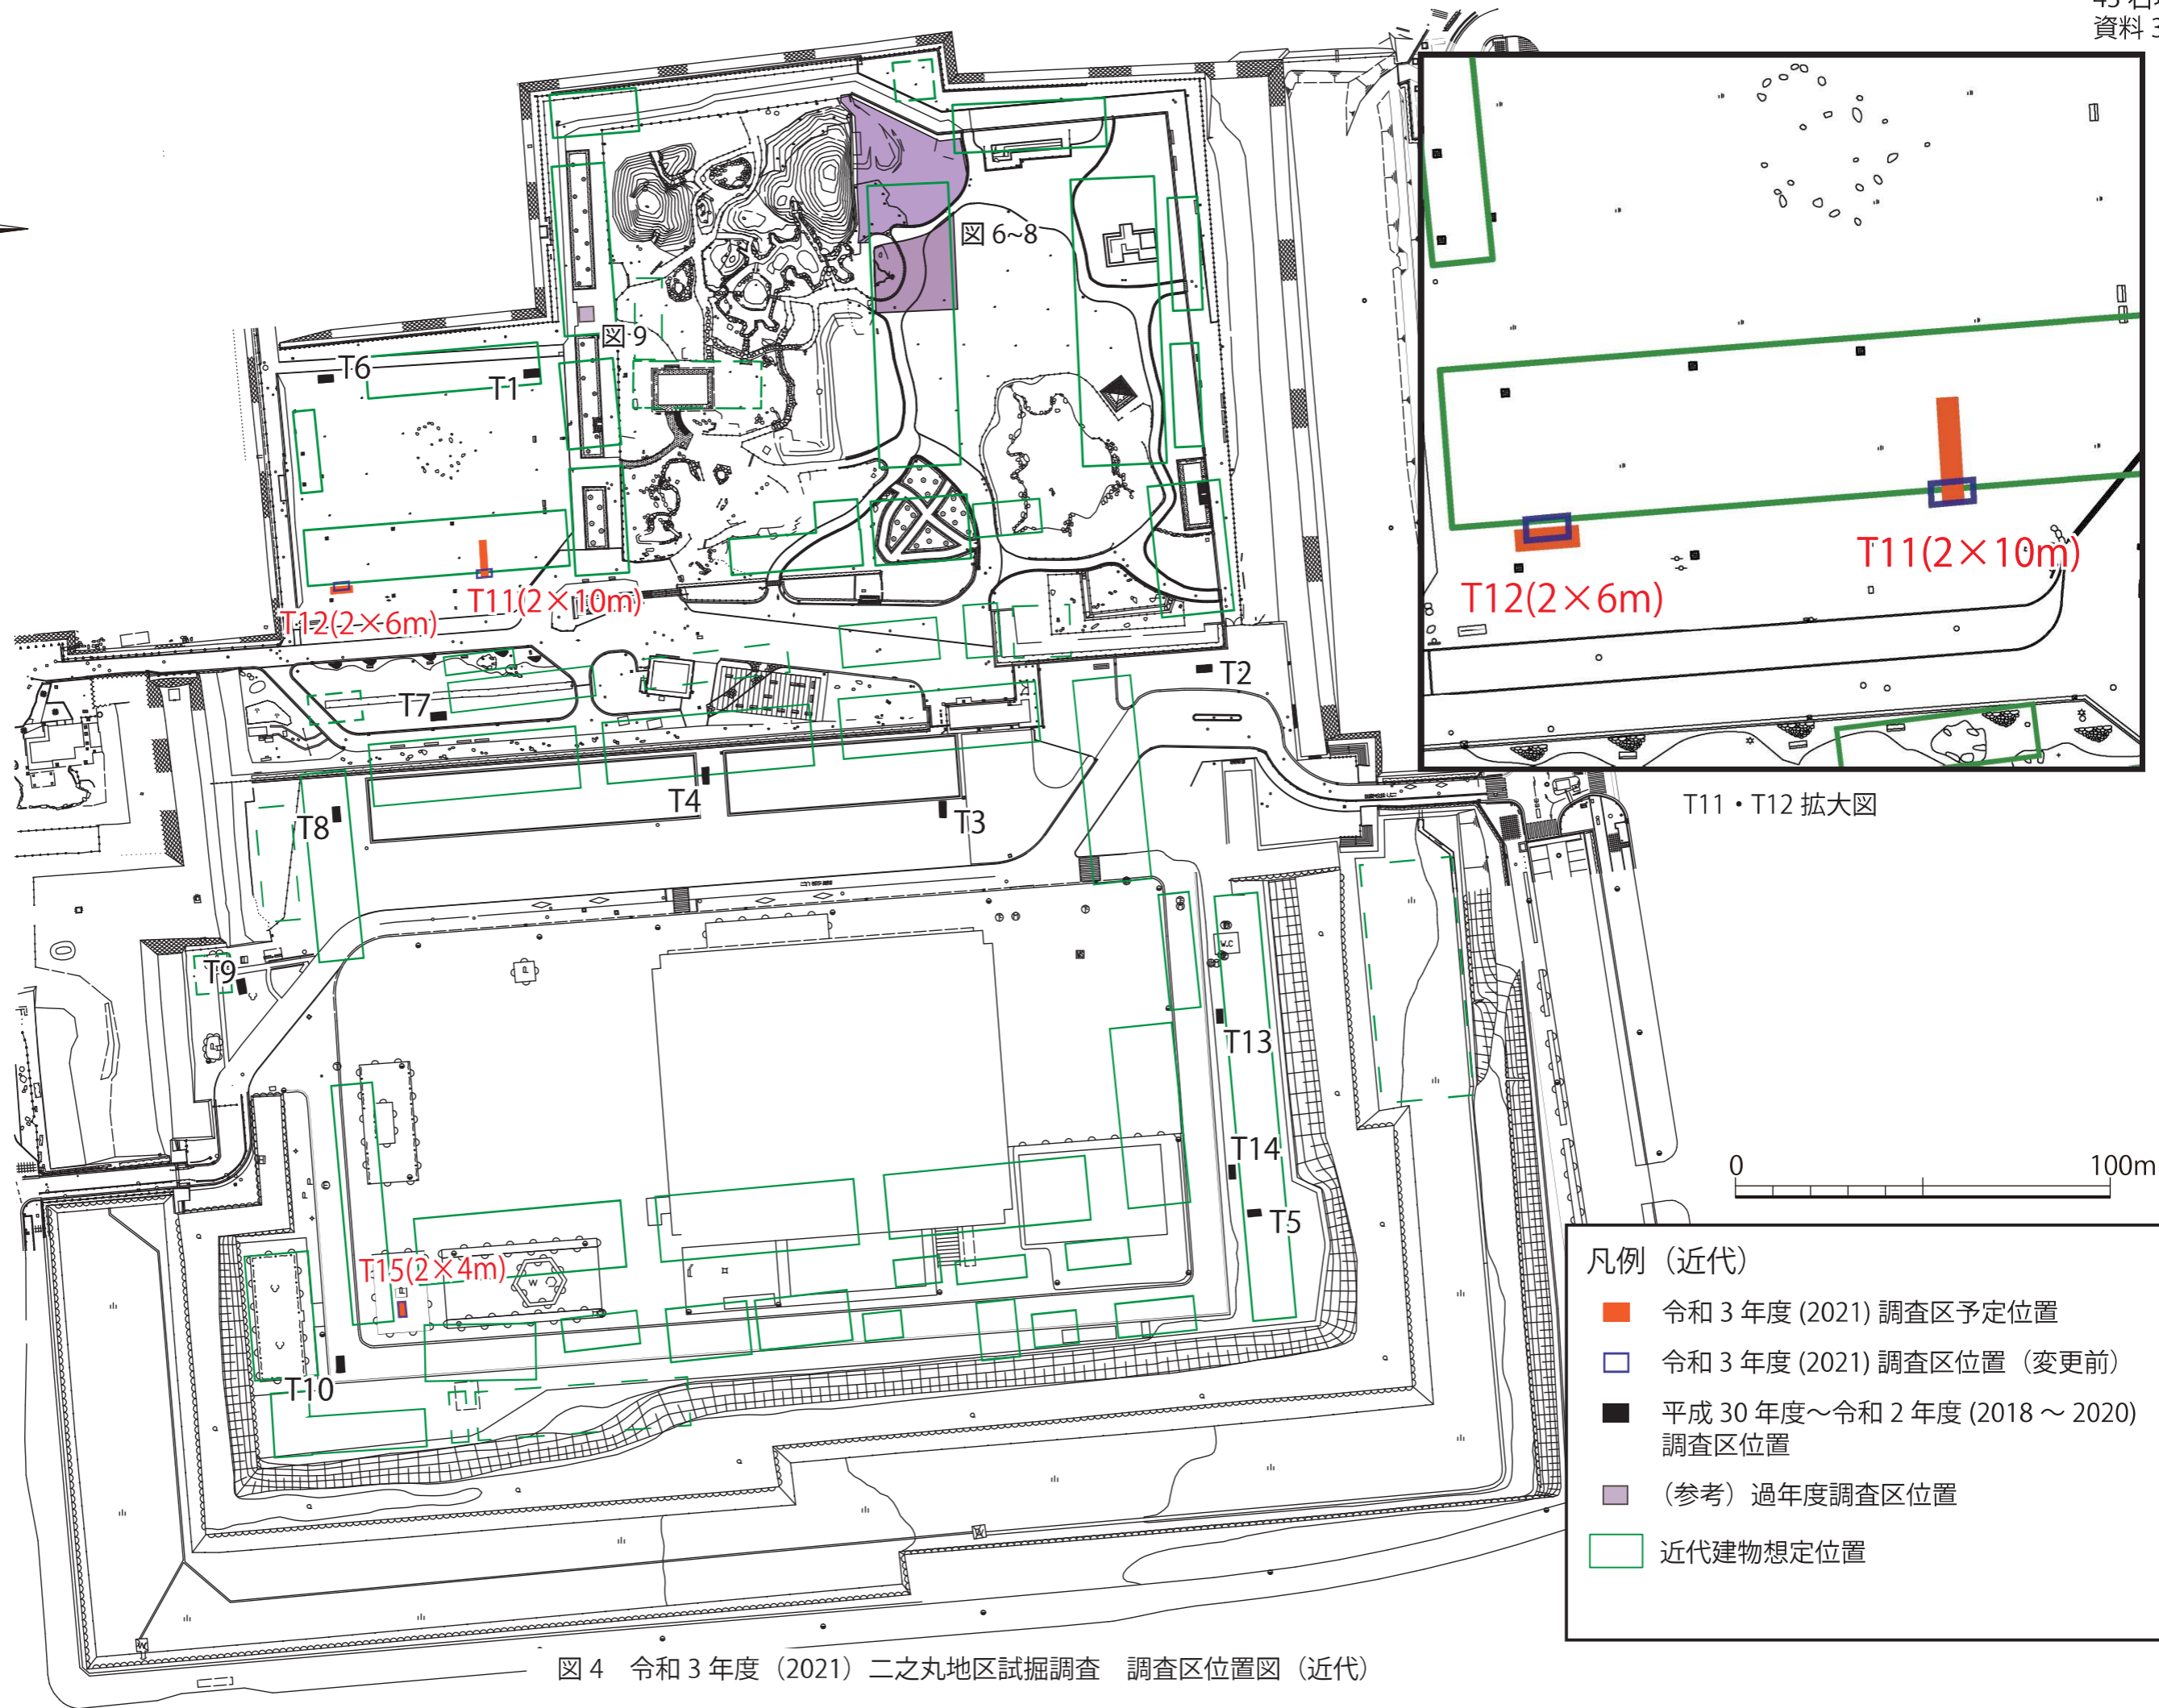 資料 3
図 6~8
図 9
T6
T1
T11(2×10m)
T12(2×6m)
T11(2×10m)
T12(2×6m)
T2
T7
T4
T3
T8
T11・T12 拡大図
W.C
T9
T13
T14
0
100m
T5
T15(2×4m)
W
T10
凡例（近代）
令和 3 年度 (2021) 調査区予定位置
令和 3 年度 (2021) 調査区位置（変更前）
平成 30 年度～令和 2 年度 (2018 ～ 2020)
調査区位置
（参考）過年度調査区位置
近代建物想定位置
図 4　令和 3 年度（2021）二之丸地区試掘調査　調査区位置図（近代）